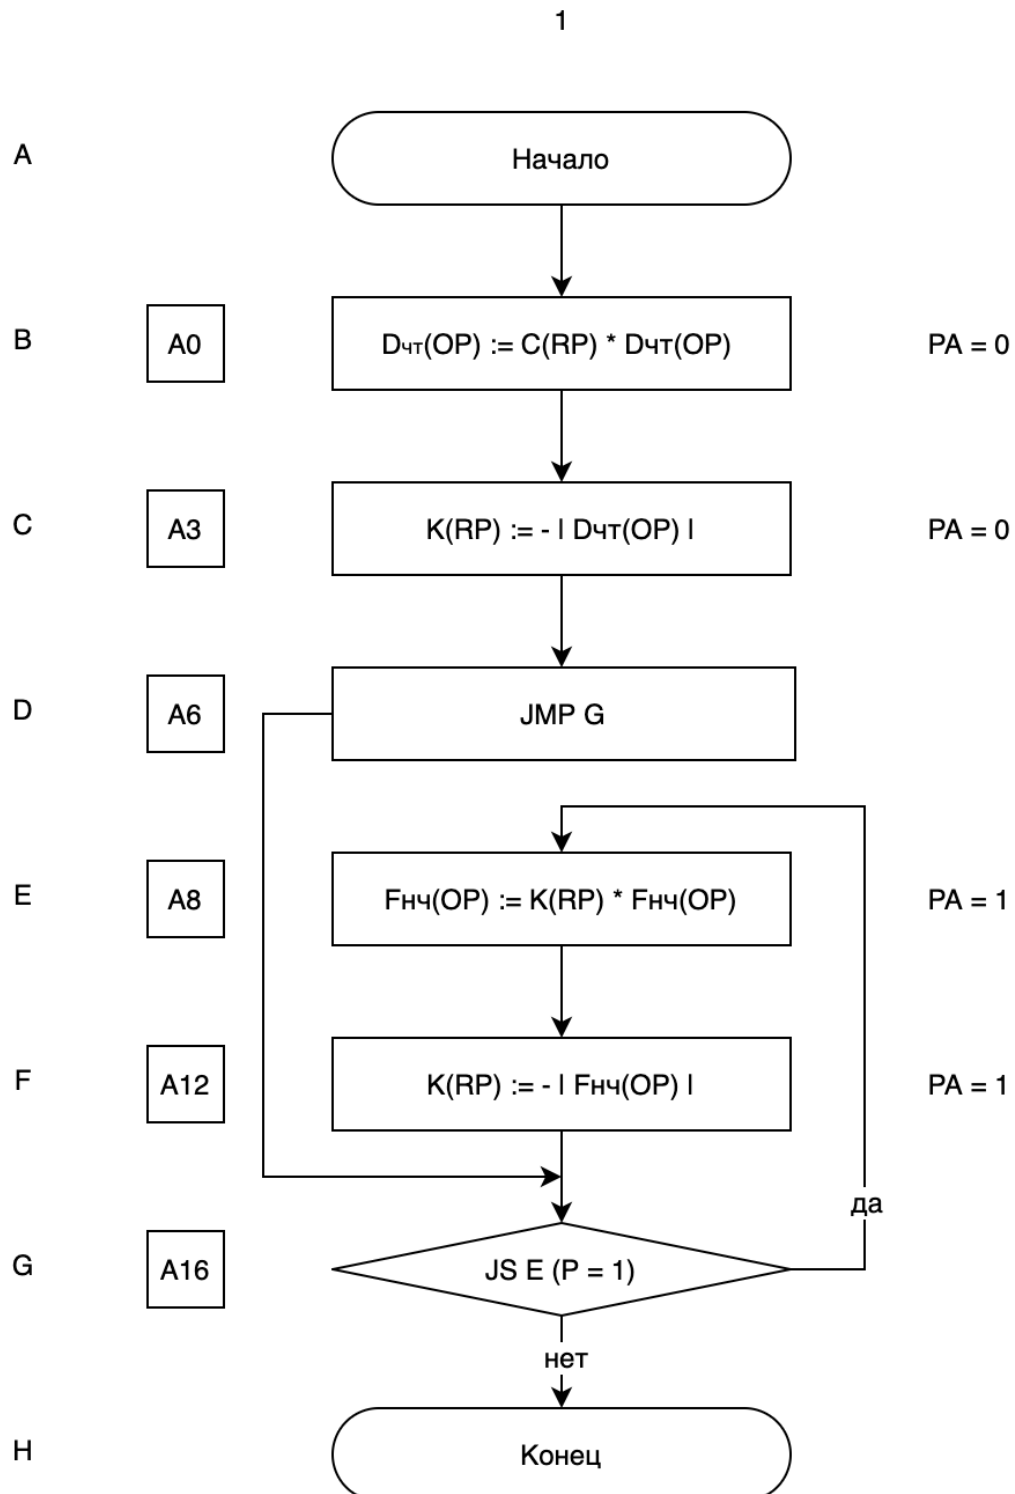 1
A
Начало
B
A0
Dчт(OP) := C(RP) * Dчт(OP)
PA = 0
C
A3
K(RP) := - | Dчт(OP) |
PA = 0
D
A6
JMP G
E
A8
Fнч(OP) := K(RP) * Fнч(OP)
PA = 1
F
A12
K(RP) := - | Fнч(OP) |
PA = 1
да
G
A16
JS E (P = 1)
нет
H
Конец